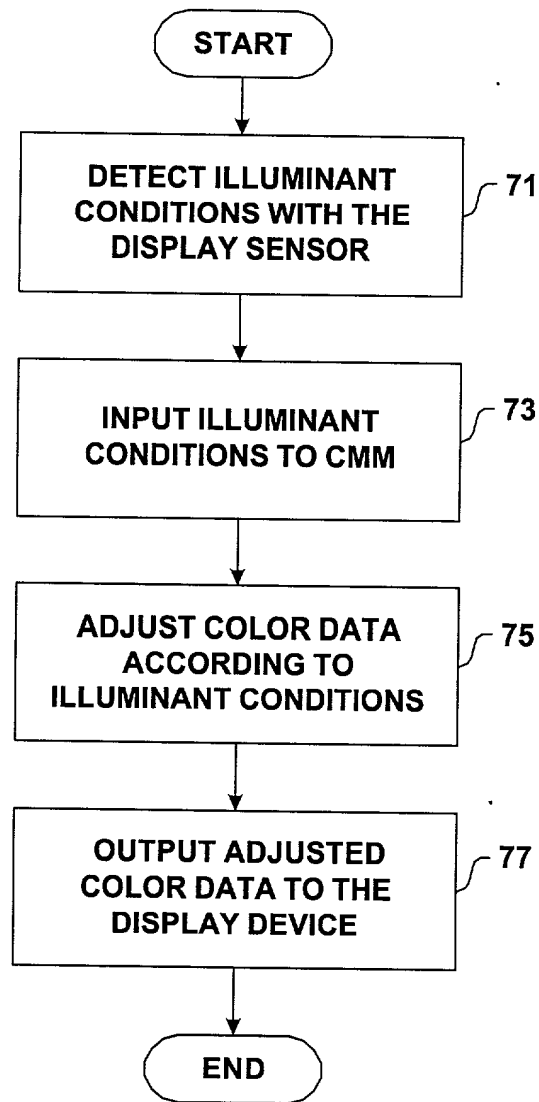 START
DETECT ILLUMINANT
CONDITIONS WITH THE
DISPLAY SENSOR
71
INPUT ILLUMINANT
CONDITIONS TO CMM
73
ADJUST COLOR DATA
ACCORDING TO
ILLUMINANT CONDITIONS
75
OUTPUT ADJUSTED
COLOR DATA TO THE
DISPLAY DEVICE
77
END